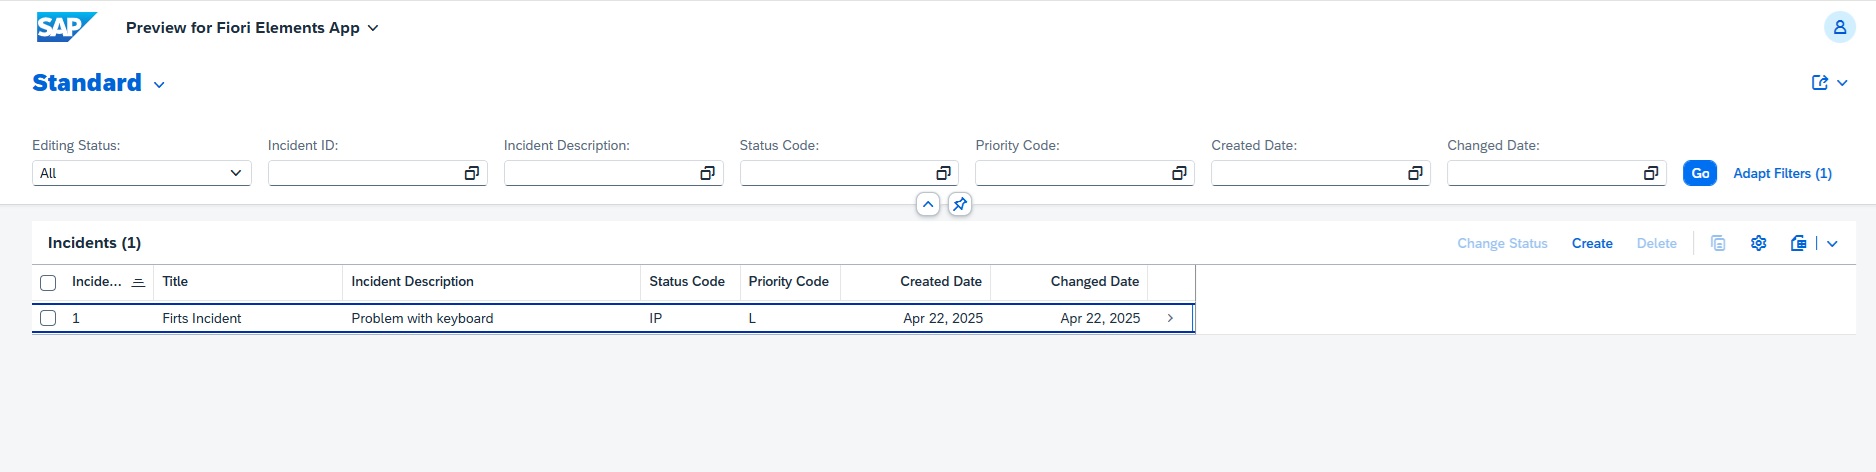 SAP Preview for Fiori Elements App
Standard
Editing Status: Incident ID: Incident Description: Status Code: Priority Code: Created Date: Changed Date:
All Go Adapt Filters (1)
Incidents (1) Change Status Create Delete
Incide... Title Incident Description Status Code Priority Code Created Date Changed Date
1 Firts Incident Problem with keyboard IP L Apr 22, 2025 Apr 22, 2025